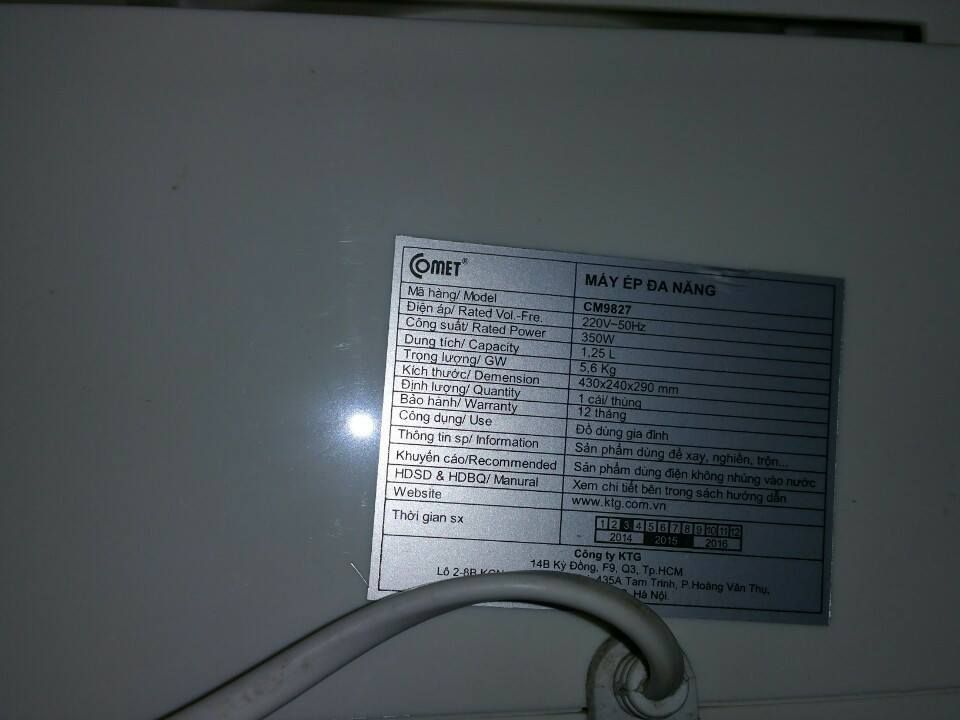 COMET® MÁY ÉP ĐA NĂNG
Mã hàng/ Model CM9827
Điện áp/ Rated Vol.-Fre. 220V~50Hz
Công suất/ Rated Power 350W
Dung tích/ Capacity 1,25 L
Trọng lượng/ GW 5,6 Kg
Kích thước/ Demension 430x240x290 mm
Định lượng/ Quantity 1 cái/ thùng
Bảo hành/ Warranty 12 tháng
Công dụng/ Use Đồ dùng gia đình
Thông tin sp/ Information Sản phẩm dùng để xay, nghiền, trộn...
Khuyến cáo/Recommended Sản phẩm dùng điện không nhúng vào nước
HDSD & HDBQ/ Manural Xem chi tiết bên trong sách hướng dẫn
Website www.ktg.com.vn
Thời gian sx 1 2 3 4 5 6 7 8 9 10 11 12
2014 2015 2016
Công ty KTG
14B Kỳ Đồng, F9, Q3, Tp.HCM
Lô 2-6B KCN 435A Tam Trinh, P.Hoàng Văn Thụ,
Hà Nội.